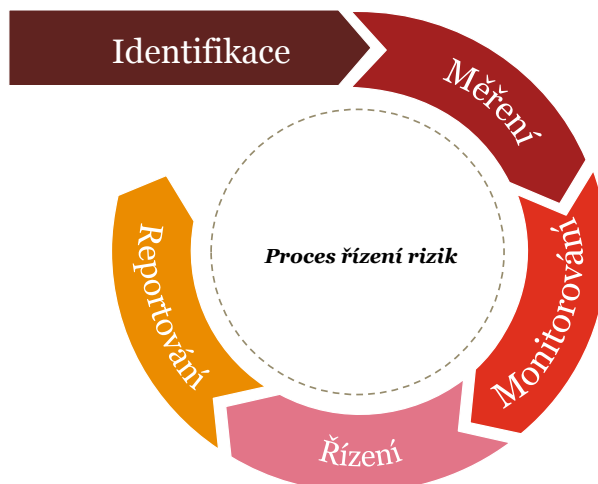 Identifikace
Měření
Monitorování
Řízení
Reportování
Proces řízení rizik